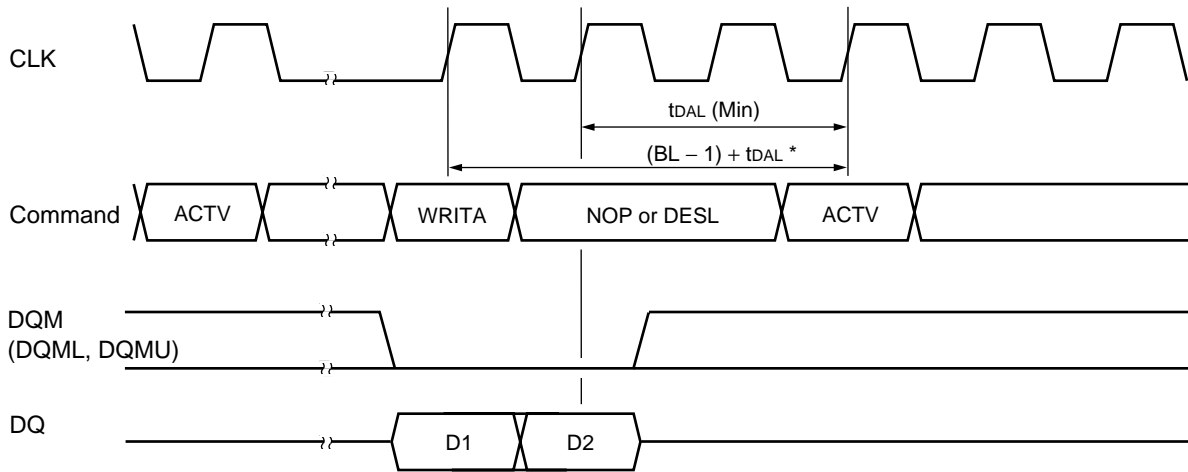 CLK
tDAL (Min)
(BL − 1) + tDAL *
Command
ACTV
WRITA
NOP or DESL
ACTV
DQM
(DQML, DQMU)
DQ
D1
D2